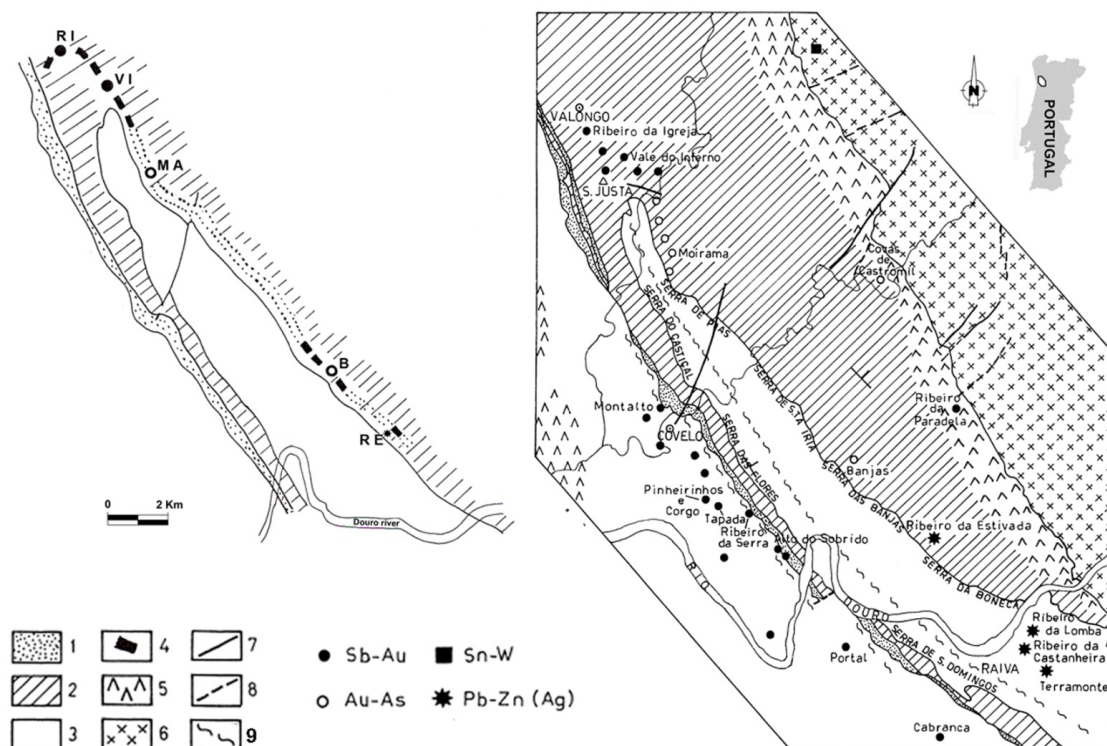 RI
VI
MA
B
RE
0 2 Km
Douro river
N
PORTUGAL
VALONGO
Ribeiro da Igreja
Vale do Inferno
S. JUSTA
Moirama
SERRA DE PIAS
SERRA DO CASTIÇAL
Covas
de
Castromil
SERRA DE STA IRIA
Montalto
COVELO
SERRA DAS FLORES
Ribeiro
da
Paradela
Banjas
SERRA DAS BANJAS
Pinheirinhos
e
Corgo
Tapada
Ribeiro
da Serra
Alto do Sobrido
Ribeiro da Estivada
SERRA DA BONECA
RIO
DOURO
SERRA DE S. DOMINGOS
Portal
RAIVA
Ribeiro
da Lomba
Ribeiro da
Castanheira
Terramonte
Cabranca
1 4 7
2 5 8
3 6 9
Sb-Au Sn-W
Au-As Pb-Zn (Ag)